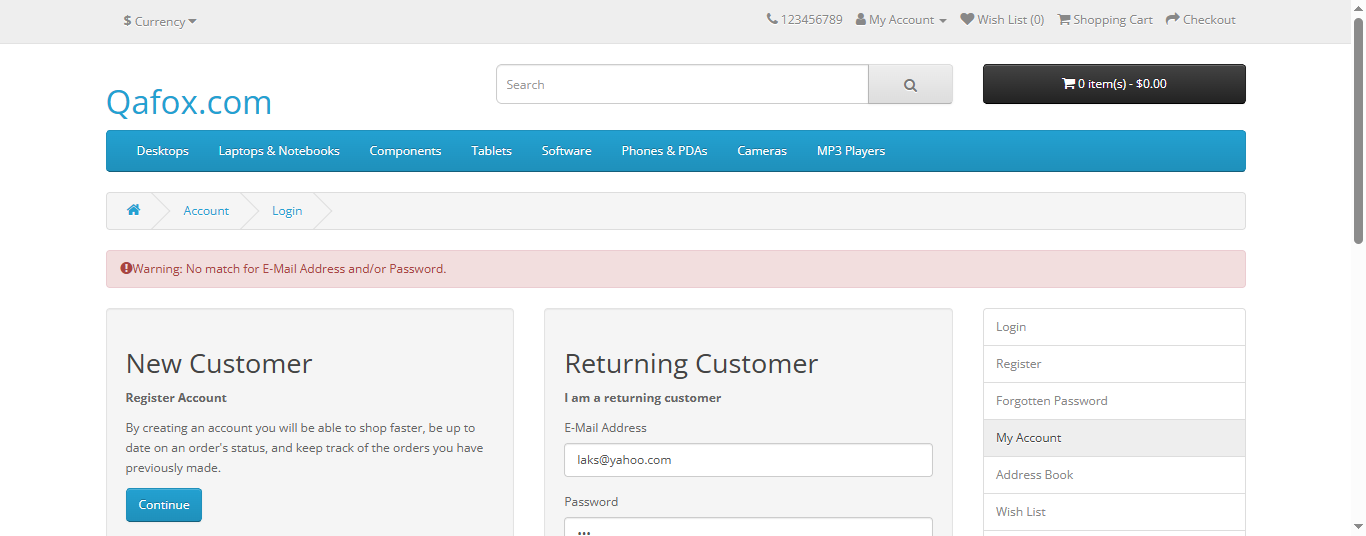 $ Currency
123456789 My Account Wish List (0) Shopping Cart Checkout
Qafox.com
Search
0 item(s) - $0.00
Desktops Laptops & Notebooks Components Tablets Software Phones & PDAs Cameras MP3 Players
Account Login
Warning: No match for E-Mail Address and/or Password.
New Customer
Register Account
By creating an account you will be able to shop faster, be up to
date on an order's status, and keep track of the orders you have
previously made.
Continue
Returning Customer
I am a returning customer
E-Mail Address
laks@yahoo.com
Password
•••
Login
Register
Forgotten Password
My Account
Address Book
Wish List